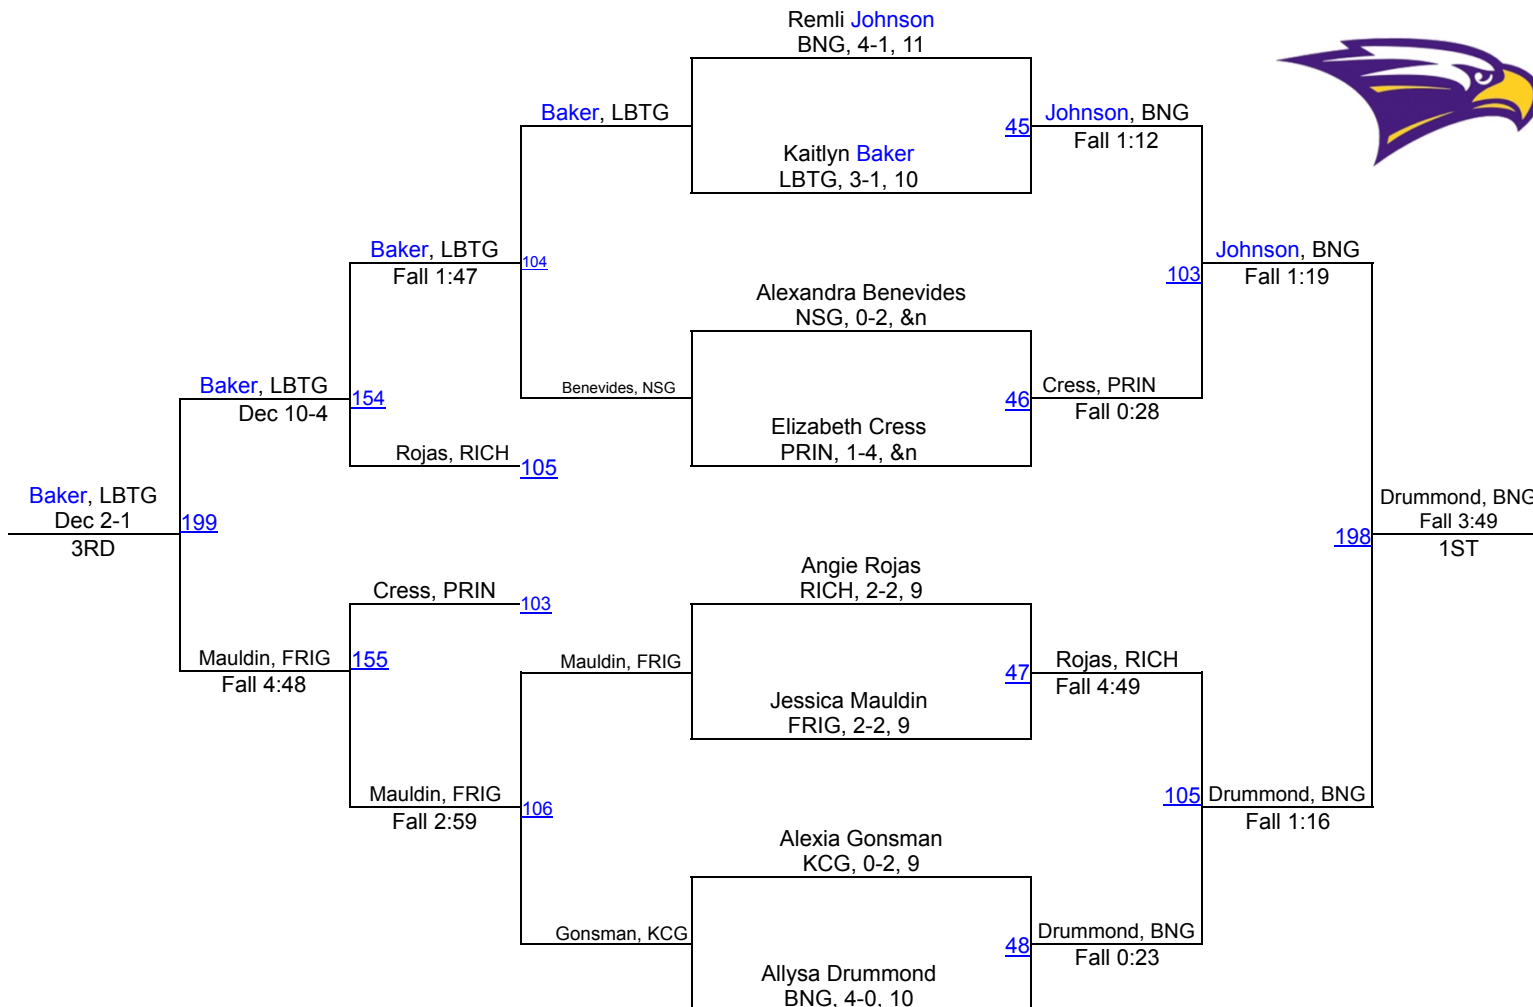 Remli Johnson
BNG, 4-1, 11
Baker, LBTG
45
Johnson, BNG
Fall 1:12
Kaitlyn Baker
LBTG, 3-1, 10
Baker, LBTG
Fall 1:47
104
Johnson, BNG
Fall 1:19
103
Alexandra Benevides
NSG, 0-2, &n
Baker, LBTG
Dec 10-4
154
Benevides, NSG
46
Cress, PRIN
Fall 0:28
Elizabeth Cress
PRIN, 1-4, &n
Rojas, RICH
105
Baker, LBTG
Dec 2-1
3RD
199
198
Drummond, BNG
Fall 3:49
1ST
Angie Rojas
RICH, 2-2, 9
Cress, PRIN
103
Mauldin, FRIG
Fall 4:48
155
Mauldin, FRIG
47
Rojas, RICH
Fall 4:49
Jessica Mauldin
FRIG, 2-2, 9
Mauldin, FRIG
Fall 2:59
106
105
Drummond, BNG
Fall 1:16
Alexia Gonsman
KCG, 0-2, 9
Gonsman, KCG
48
Drummond, BNG
Fall 0:23
Allysa Drummond
BNG, 4-0, 10